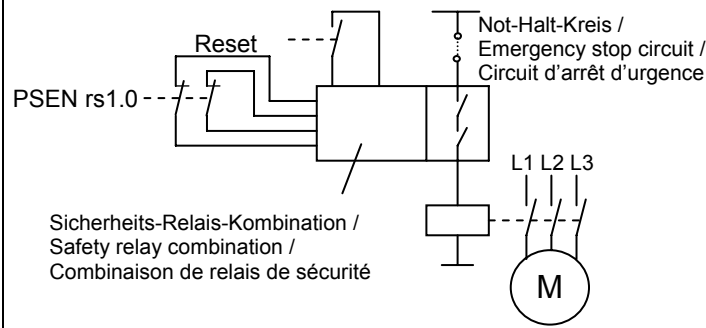 Reset
Not-Halt-Kreis /
Emergency stop circuit /
Circuit d’arrêt d’urgence
PSEN rs1.0
L1 L2 L3
Sicherheits-Relais-Kombination /
Safety relay combination /
Combinaison de relais de sécurité
M